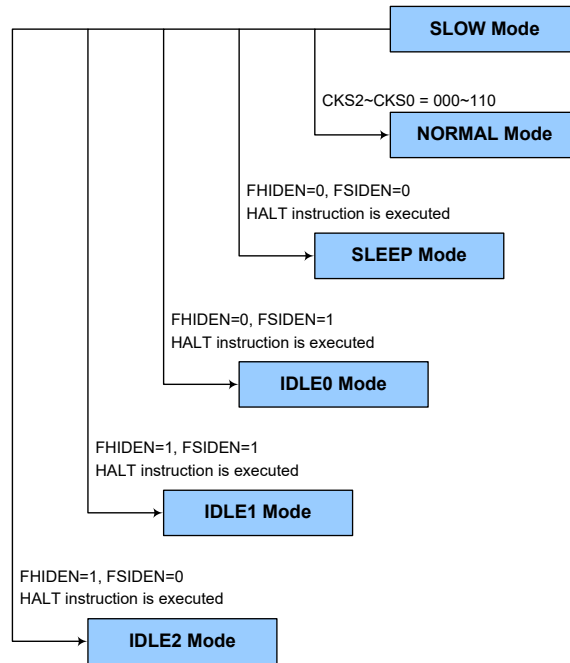 SLOW Mode
CKS2~CKS0 = 000~110
NORMAL Mode
FHIDEN=0, FSIDEN=0
HALT instruction is executed
SLEEP Mode
FHIDEN=0, FSIDEN=1
HALT instruction is executed
IDLE0 Mode
FHIDEN=1, FSIDEN=1
HALT instruction is executed
IDLE1 Mode
FHIDEN=1, FSIDEN=0
HALT instruction is executed
IDLE2 Mode